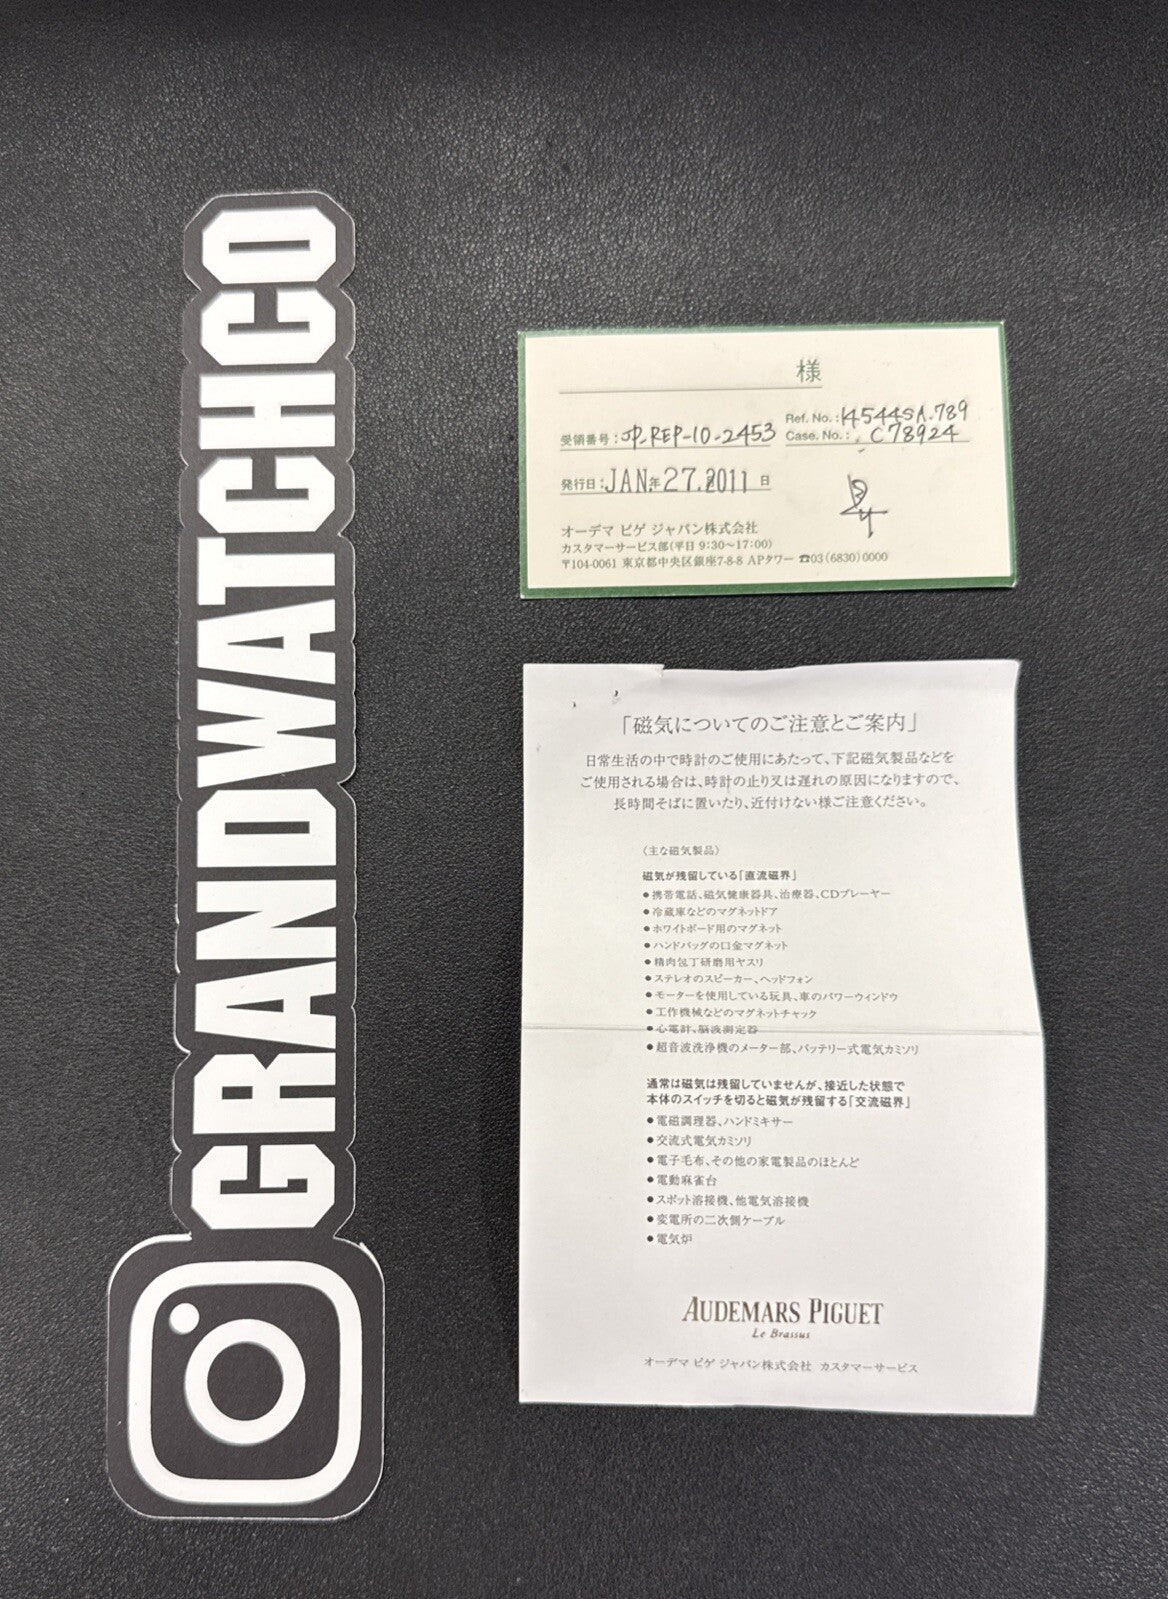 GRANDWATCHCO
様
受領番号: JP-REP-10-2453
Ref. No.: 14544SA.789
Case. No.: C78924
発行日: JAN. 年 27. 2011 日
オーデマ ピゲ ジャパン株式会社
カスタマーサービス部(平日 9:30~17:00)
〒104-0061 東京都中央区銀座7-8-8 APタワー ☎03(6830)0000
「磁気についてのご注意とご案内」
日常生活の中で時計のご使用にあたって、下記磁気製品などを
ご使用される場合は、時計の止り又は遅れの原因になりますので、
長時間そばに置いたり、近付けない様ご注意ください。
〈主な磁気製品〉
磁気が残留している「直流磁界」
●携帯電話、磁気健康器具、治療器、CDプレーヤー
●冷蔵庫などのマグネットドア
●ホワイトボード用のマグネット
●ハンドバッグの口金マグネット
●精肉包丁研磨用ヤスリ
●ステレオのスピーカー、ヘッドフォン
●モーターを使用している玩具、車のパワーウィンドウ
●工作機械などのマグネットチャック
●心電計、脳波測定器
●超音波洗浄機のメーター部、バッテリー式電気カミソリ
通常は磁気は残留していませんが、接近した状態で
本体のスイッチを切ると磁気が残留する「交流磁界」
●電磁調理器、ハンドミキサー
●交流式電気カミソリ
●電子毛布、その他の家電製品のほとんど
●電動麻雀台
●スポット溶接機、他電気溶接機
●変電所の二次側ケーブル
●電気炉
AUDEMARS PIGUET
Le Brassus
オーデマ ピゲ ジャパン株式会社 カスタマーサービス